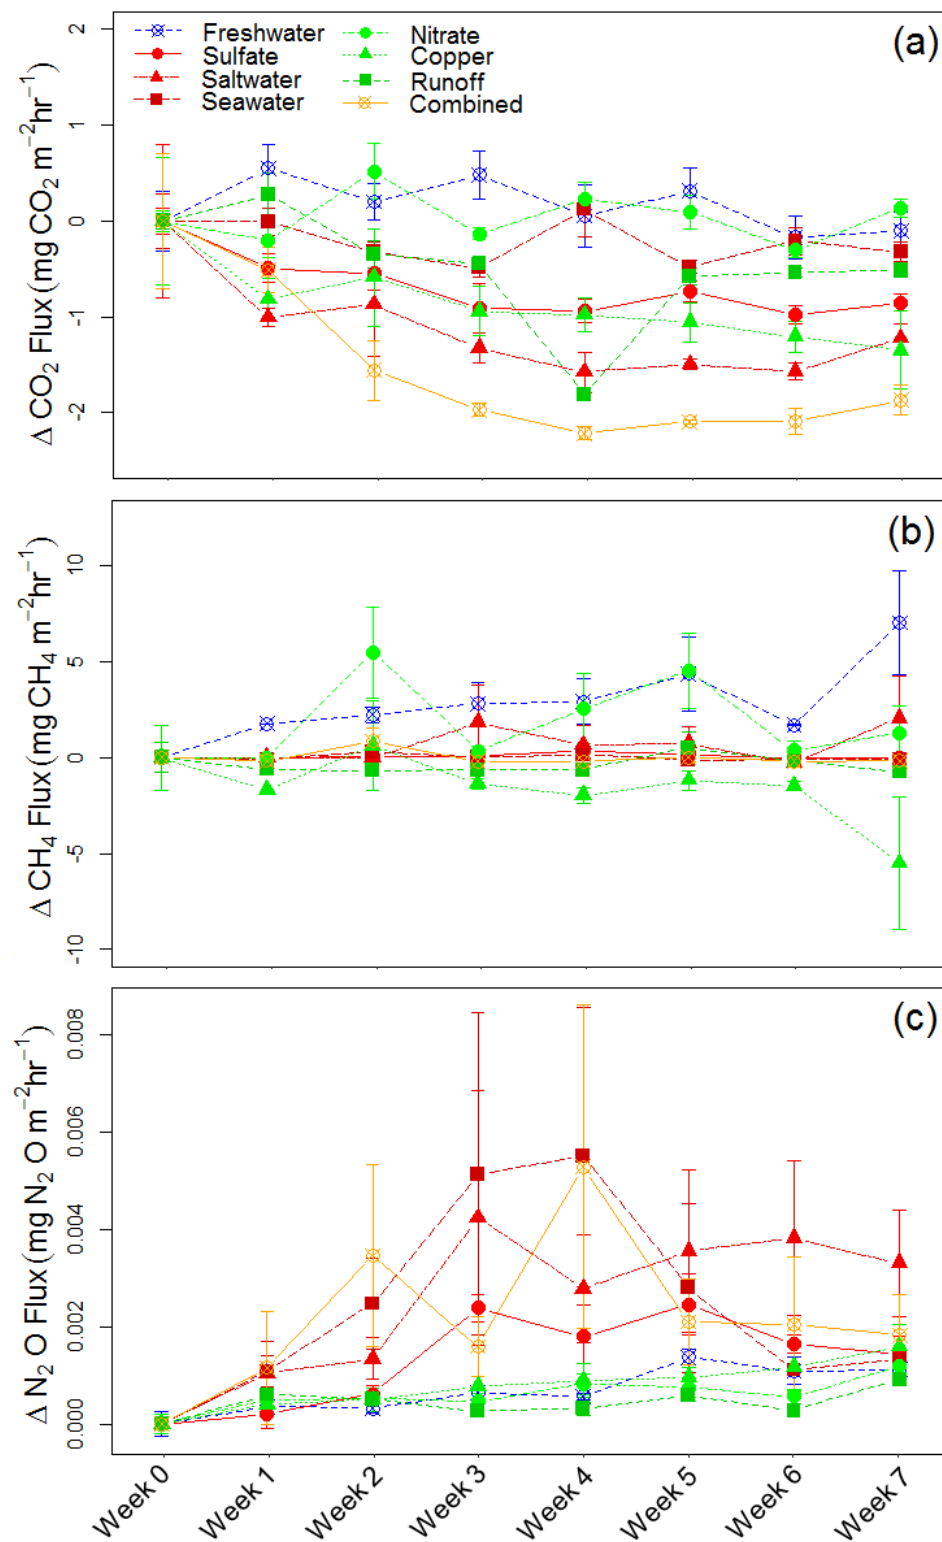 (a)
Freshwater
Sulfate
Saltwater
Seawater
Nitrate
Copper
Runoff
Combined
Δ CO₂ Flux (mg CO₂ m⁻²hr⁻¹)
2
1
0
-1
-2
(b)
Δ CH₄ Flux (mg CH₄ m⁻²hr⁻¹)
10
5
0
-5
-10
(c)
Δ N₂ O Flux (mg N₂ O m⁻²hr⁻¹)
0.008
0.006
0.004
0.002
0.000
Week 0
Week 1
Week 2
Week 3
Week 4
Week 5
Week 6
Week 7